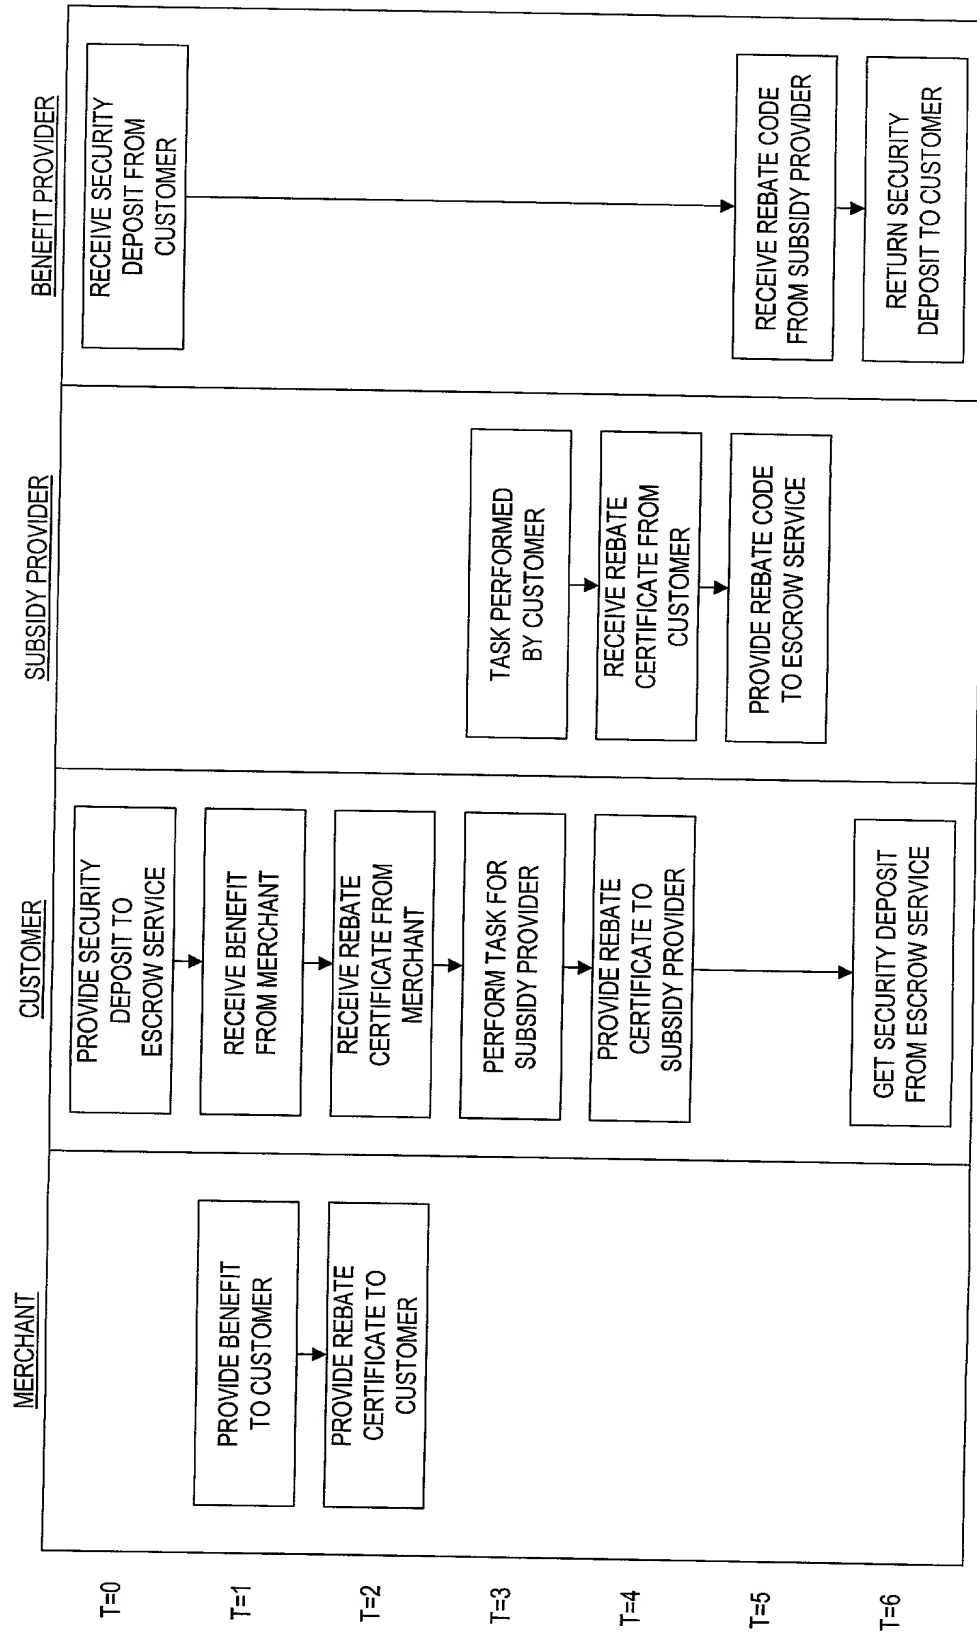 MERCHANT
CUSTOMER
SUBSIDY PROVIDER
BENEFIT PROVIDER
T=0
PROVIDE SECURITY
DEPOSIT TO
ESCROW SERVICE
RECEIVE SECURITY
DEPOSIT FROM
CUSTOMER
T=1
PROVIDE BENEFIT
TO CUSTOMER
RECEIVE BENEFIT
FROM MERCHANT
T=2
PROVIDE REBATE
CERTIFICATE TO
CUSTOMER
RECEIVE REBATE
CERTIFICATE FROM
MERCHANT
T=3
PERFORM TASK FOR
SUBSIDY PROVIDER
TASK PERFORMED
BY CUSTOMER
T=4
PROVIDE REBATE
CERTIFICATE TO
SUBSIDY PROVIDER
RECEIVE REBATE
CERTIFICATE FROM
CUSTOMER
T=5
PROVIDE REBATE CODE
TO ESCROW SERVICE
RECEIVE REBATE CODE
FROM SUBSIDY PROVIDER
T=6
GET SECURITY DEPOSIT
FROM ESCROW SERVICE
RETURN SECURITY
DEPOSIT TO CUSTOMER